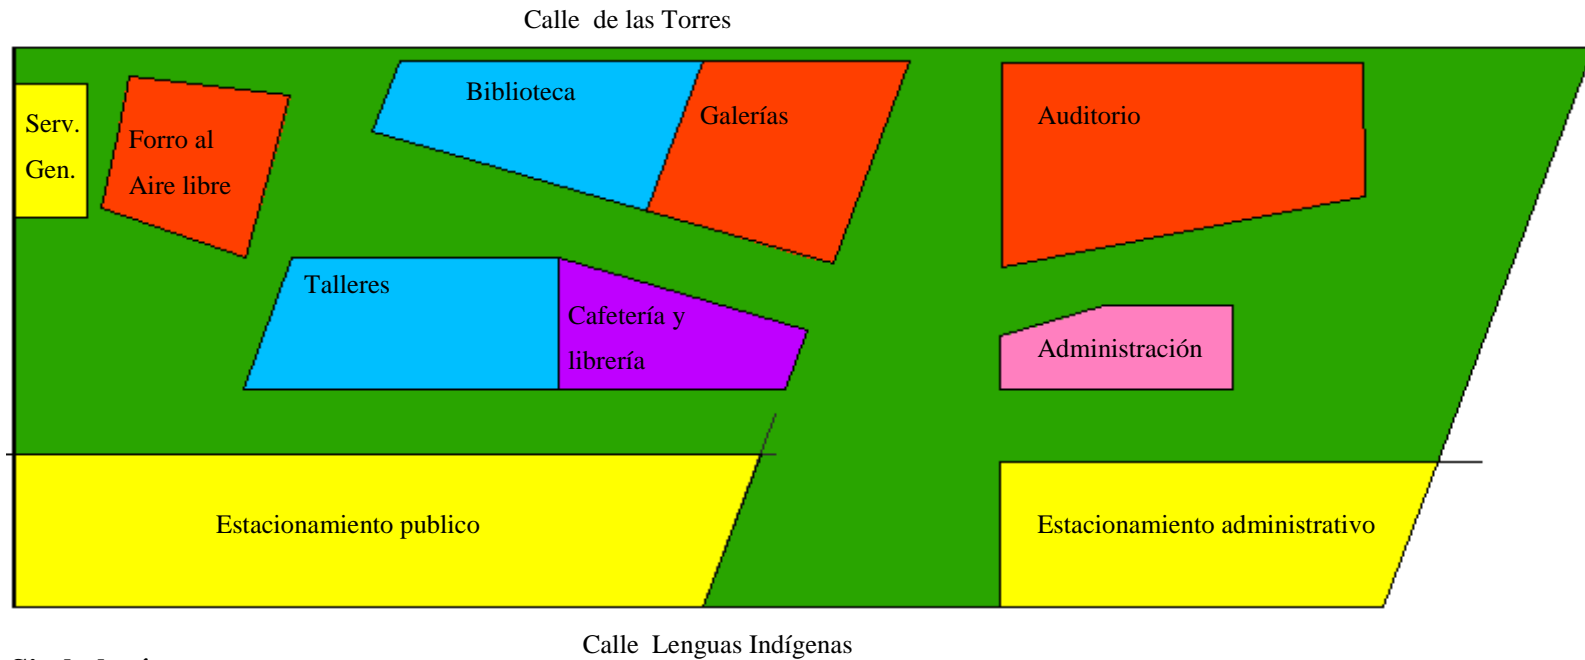 Calle de las Torres
Biblioteca
Galerías
Auditorio
Serv.
Gen.
Forro al
Aire libre
Talleres
Cafetería y
librería
Administración
Estacionamiento publico
Estacionamiento administrativo
Calle Lenguas Indígenas